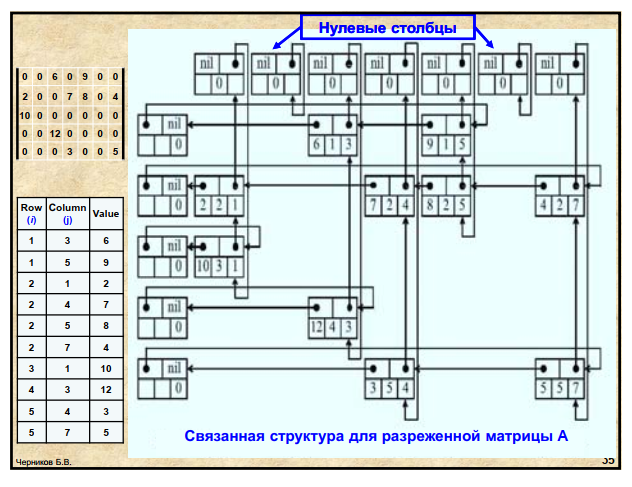 Нулевые столбцы
nil nil nil nil nil nil nil
0 0 0 0 0 0 0
0 0 6 0 9 0 0
2 0 0 7 8 0 4
10 0 0 0 0 0 0
0 0 12 0 0 0 0
0 0 0 3 0 0 5
nil
0 6 1 3 9 1 5
nil
0 2 2 1 7 2 4 8 2 5 4 2 7
nil
0 10 3 1
nil
0 12 4 3
nil
0 3 5 4 5 5 7
Row Column Value
(i) (j)
1 3 6
1 5 9
2 1 2
2 4 7
2 5 8
2 7 4
3 1 10
4 3 12
5 4 3
5 7 5
Связанная структура для разреженной матрицы А
Черников Б.В.
35